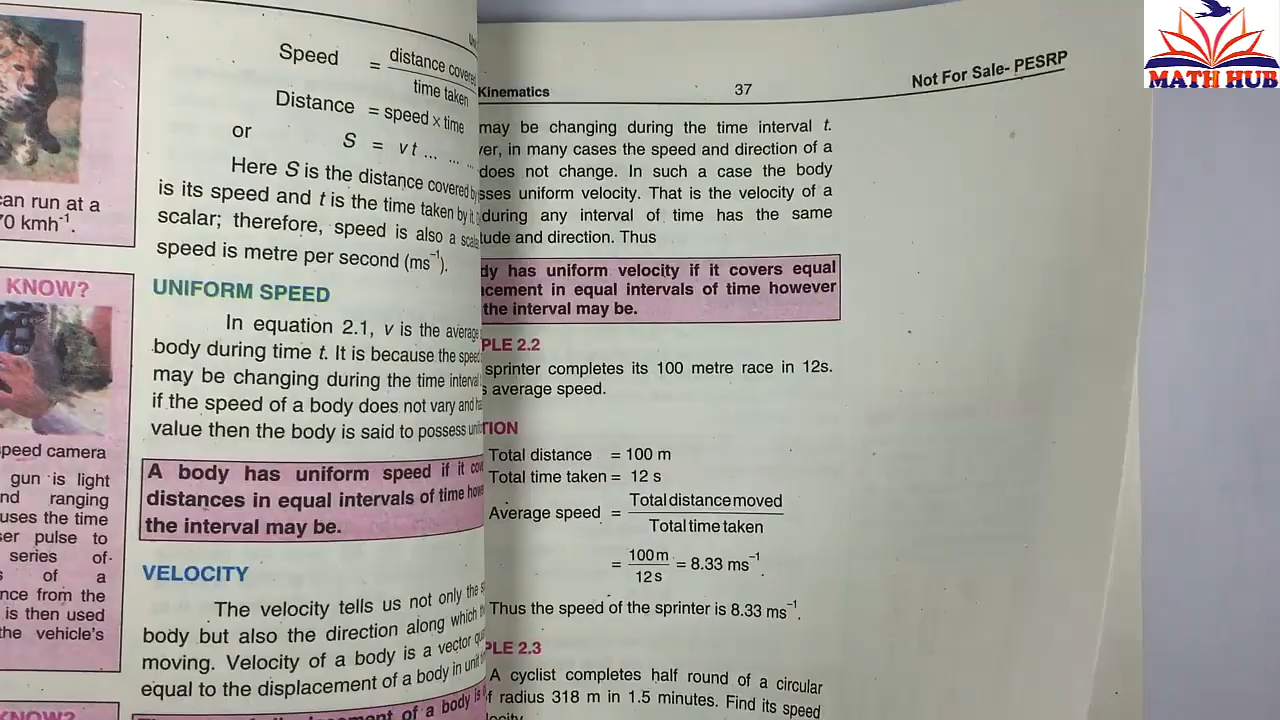 Speed = distance covere
time taken
Distance = speed × time
or S = vt ... ... ...
Here S is the distance covered by
is its speed and t is the time taken by it.
scalar; therefore, speed is also a scala
speed is metre per second (ms⁻¹).
UNIFORM SPEED
In equation 2.1, v is the average
body during time t. It is because the speed
may be changing during the time interval
if the speed of a body does not vary and ha
value then the body is said to possess uni
A body has uniform speed if it cov
distances in equal intervals of time how
the interval may be.
VELOCITY
The velocity tells us not only the s
body but also the direction along which th
moving. Velocity of a body is a vector qua
equal to the displacement of a body in unit
ment of a body is
can run at a
70 kmh⁻¹.
KNOW?
speed camera
gun is light
nd ranging
uses the time
ser pulse to
series of
s of a
nce from the
is then used
the vehicle's
KNOW?
Kinematics 37 Not For Sale- PESRP
may be changing during the time interval t.
ver, in many cases the speed and direction of a
does not change. In such a case the body
sses uniform velocity. That is the velocity of a
during any interval of time has the same
tude and direction. Thus
dy has uniform velocity if it covers equal
cement in equal intervals of time however
the interval may be.
PLE 2.2
sprinter completes its 100 metre race in 12s.
s average speed.
TION
Total distance = 100 m
Total time taken = 12 s
Average speed = Total distance moved
Total time taken
= 100 m
12 s = 8.33 ms⁻¹.
Thus the speed of the sprinter is 8.33 ms⁻¹.
PLE 2.3
A cyclist completes half round of a circular
f radius 318 m in 1.5 minutes. Find its speed
locity.
MATH HUB